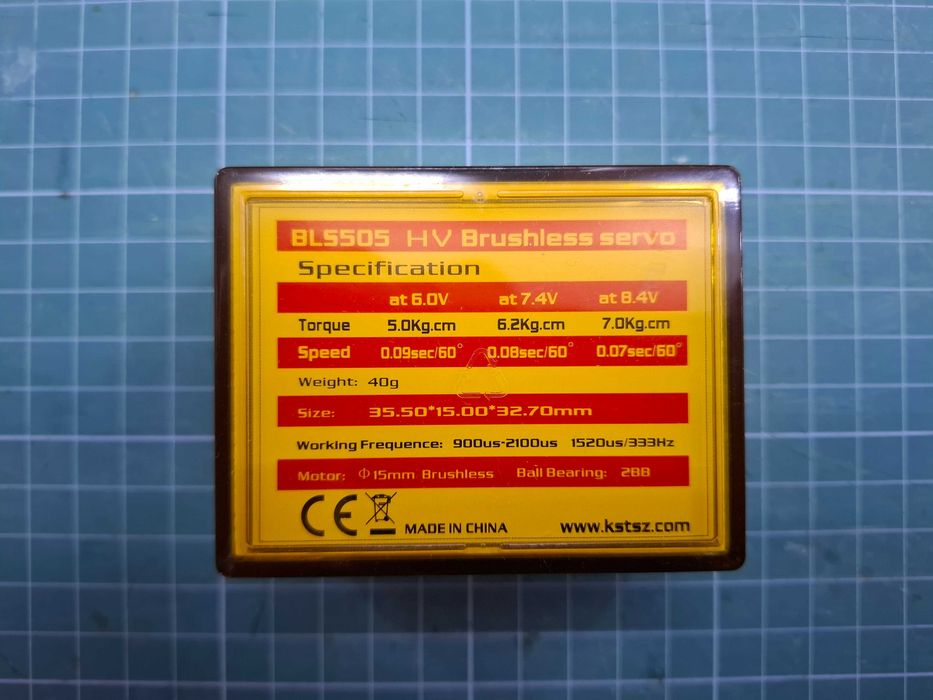 BLS505 HV Brushless servo
Specification
at 6.0V at 7.4V at 8.4V
Torque 5.0Kg.cm 6.2Kg.cm 7.0Kg.cm
Speed 0.09sec/60° 0.08sec/60° 0.07sec/60°
Weight: 40g
Size: 35.50*15.00*32.70mm
Working Frequence: 900us-2100us 1520us/333Hz
Motor: Φ15mm Brushless Ball Bearing: 2BB
CE MADE IN CHINA www.kstsz.com